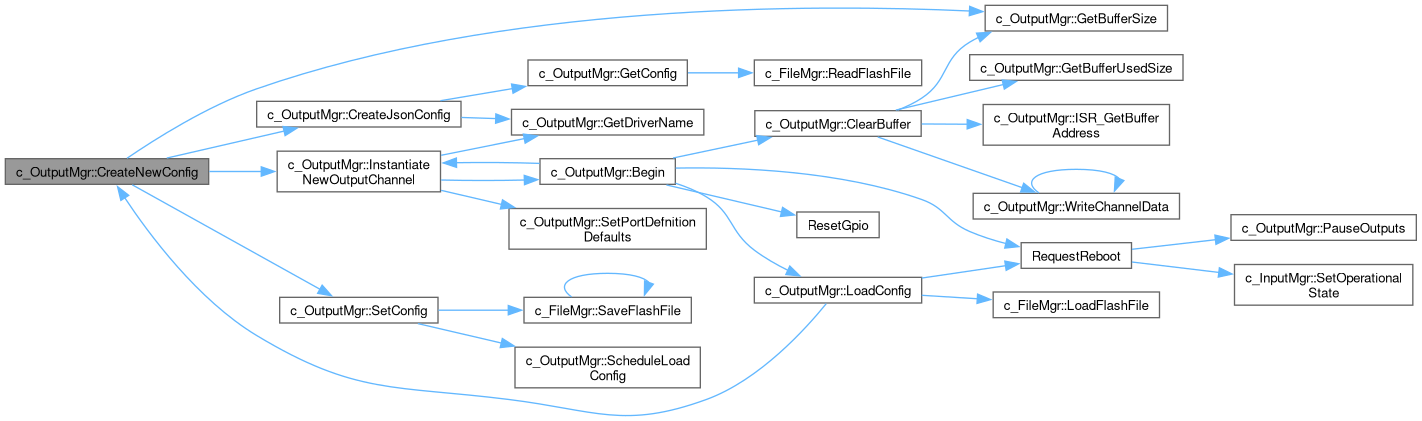 c_OutputMgr::CreateNewConfig
c_OutputMgr::GetBufferSize
c_OutputMgr::CreateJsonConfig
c_OutputMgr::GetConfig
c_FileMgr::ReadFlashFile
c_OutputMgr::GetDriverName
c_OutputMgr::Instantiate
NewOutputChannel
c_OutputMgr::Begin
c_OutputMgr::ClearBuffer
c_OutputMgr::GetBufferUsedSize
c_OutputMgr::ISR_GetBuffer
Address
c_OutputMgr::WriteChannelData
c_OutputMgr::SetPortDefnition
Defaults
ResetGpio
c_OutputMgr::LoadConfig
RequestReboot
c_OutputMgr::PauseOutputs
c_InputMgr::SetOperational
State
c_FileMgr::LoadFlashFile
c_OutputMgr::SetConfig
c_FileMgr::SaveFlashFile
c_OutputMgr::ScheduleLoad
Config